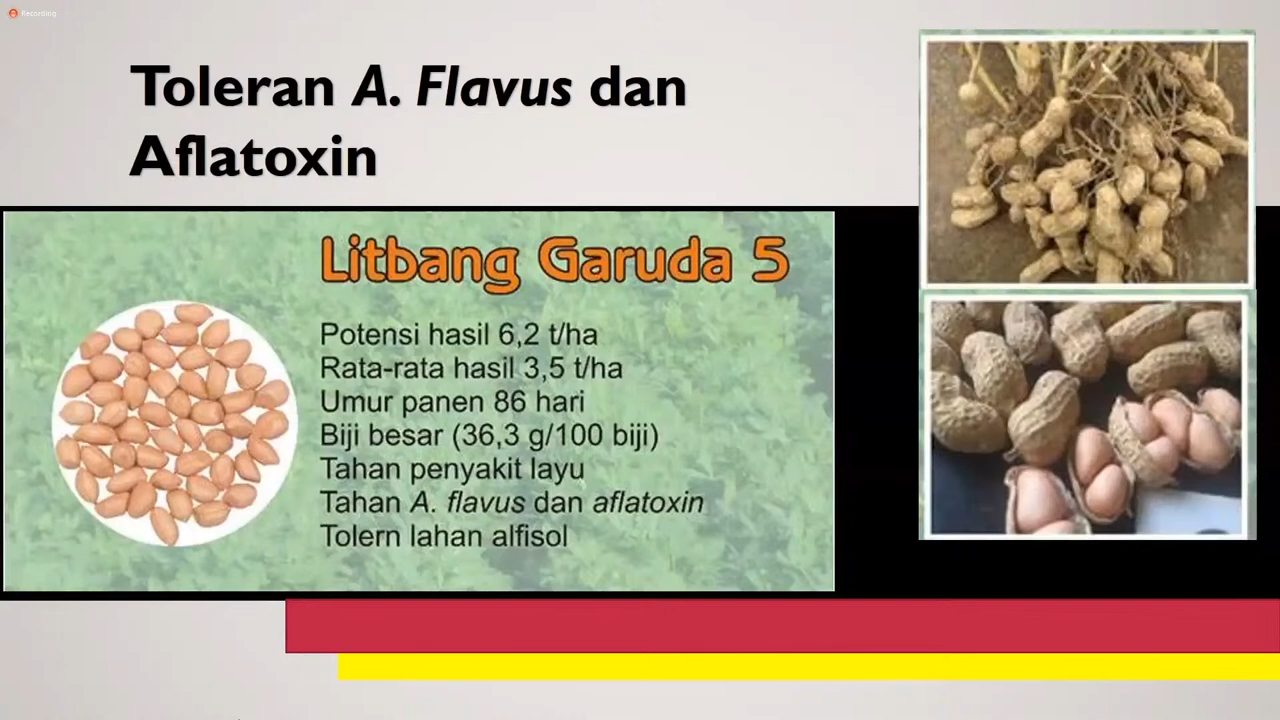 Recording
Toleran A. Flavus dan
Aflatoxin
Litbang Garuda 5
Potensi hasil 6,2 t/ha
Rata-rata hasil 3,5 t/ha
Umur panen 86 hari
Biji besar (36,3 g/100 biji)
Tahan penyakit layu
Tahan A. flavus dan aflatoxin
Tolern lahan alfisol